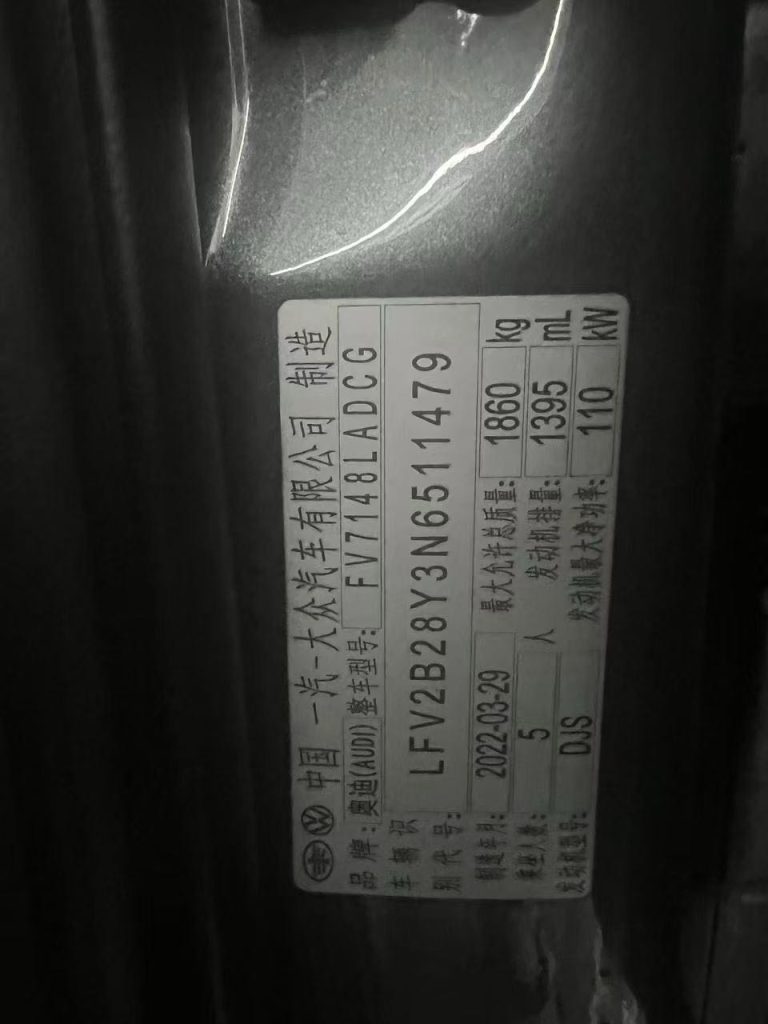 中国 一汽-大众汽车有限公司 制造
品牌: 奥迪(AUDI) 整车型号: FV7148LADCG
车辆识别代号: LFV2B28Y3N6511479
制造年月: 2022-03-29 最大允许总质量: 1860 kg
乘坐人数: 5 人 发动机排量: 1395 mL
发动机型号: DJS 发动机最大净功率: 110 kW